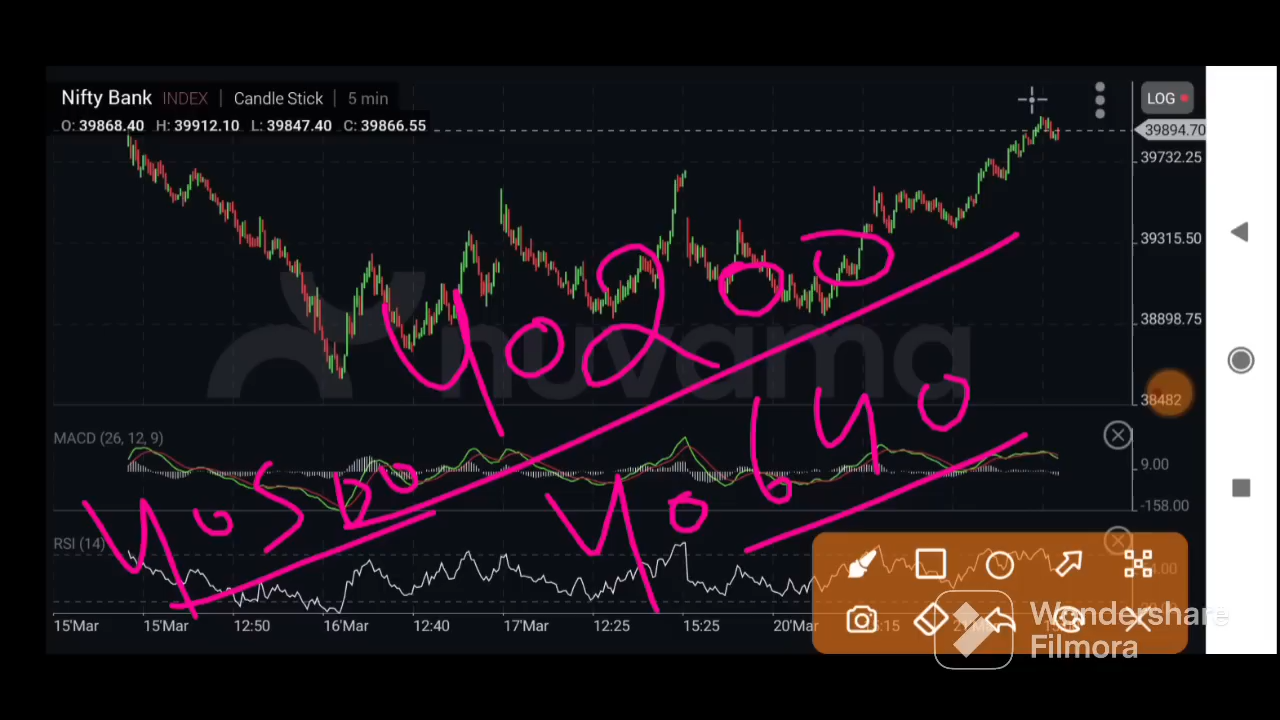 Nifty Bank INDEX | Candle Stick | 5 min
LOG
O: 39868.40 H: 39912.10 L: 39847.40 C: 39866.55
39894.70
39732.25
39315.50
40200
nuvama
38898.75
38482
40640
MACD (26, 12, 9)
9.00
40520
-158.00
RSI (14)
15'Mar 15'Mar 12:50 16'Mar 12:40 17'Mar 12:25 15:25 20'Mar
Wondershare
Filmora